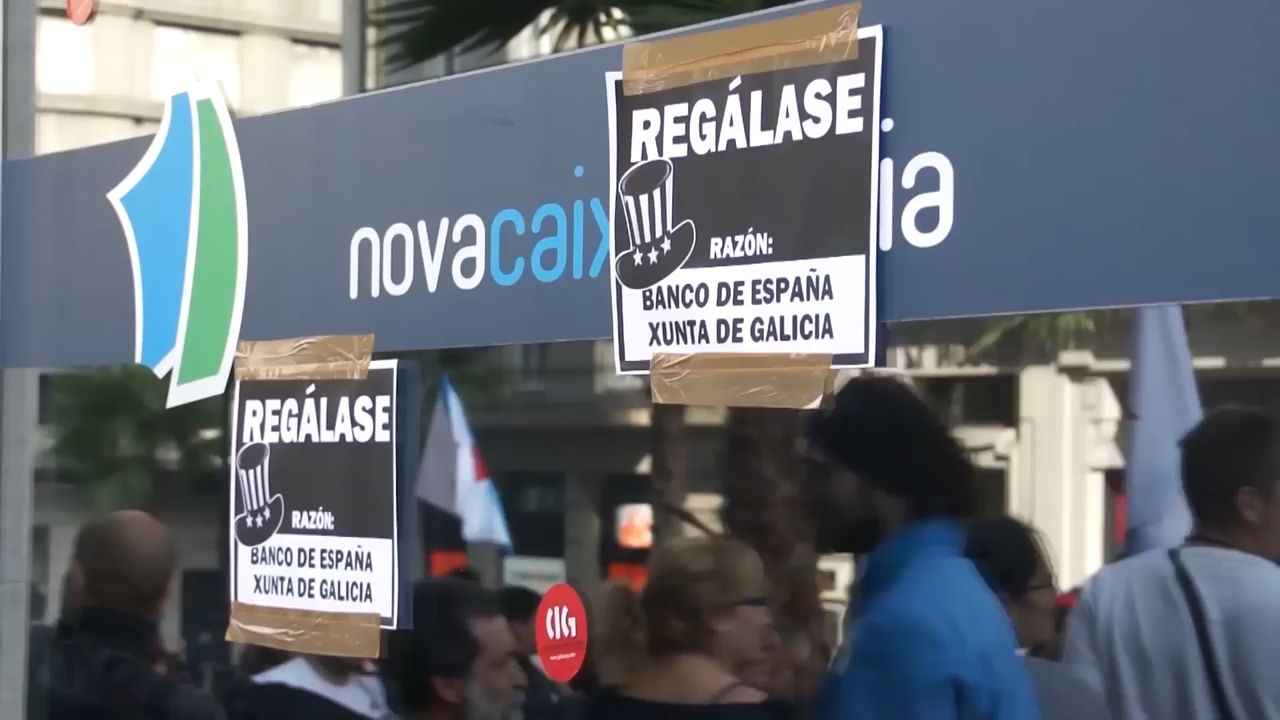 novacaix
ia
REGÁLASE
RAZÓN:
BANCO DE ESPAÑA
XUNTA DE GALICIA
REGÁLASE
RAZÓN:
BANCO DE ESPAÑA
XUNTA DE GALICIA
CIG